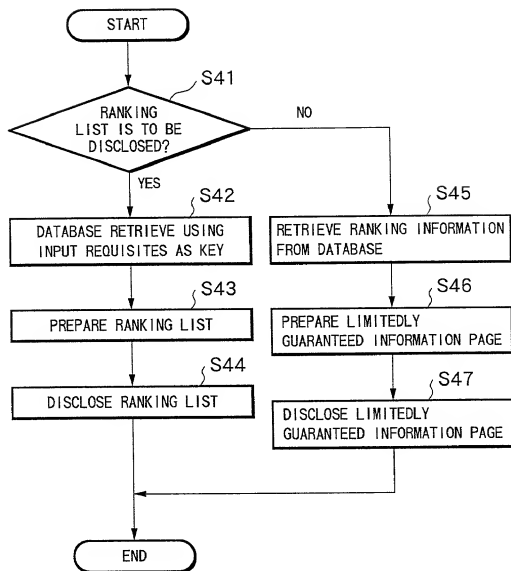 START
S41
RANKING
LIST IS TO BE
DISCLOSED?
NO
YES
S42
DATABASE RETRIEVE USING
INPUT REQUISITES AS KEY
S43
PREPARE RANKING LIST
S44
DISCLOSE RANKING LIST
S45
RETRIEVE RANKING INFORMATION
FROM DATABASE
S46
PREPARE LIMITEDLY
GUARANTEED INFORMATION PAGE
S47
DISCLOSE LIMITEDLY
GUARANTEED INFORMATION PAGE
END